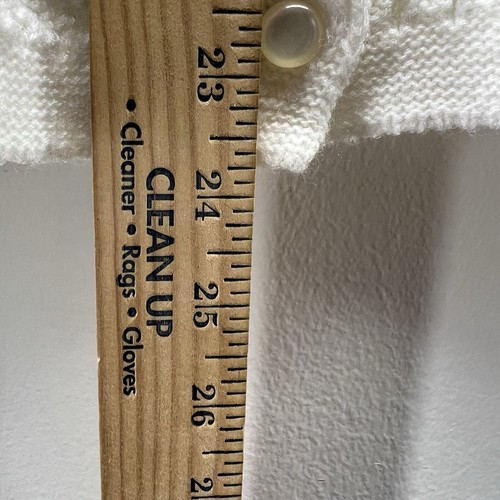 CLEAN UP
• Cleaner • Rags • Gloves
23
24
25
26